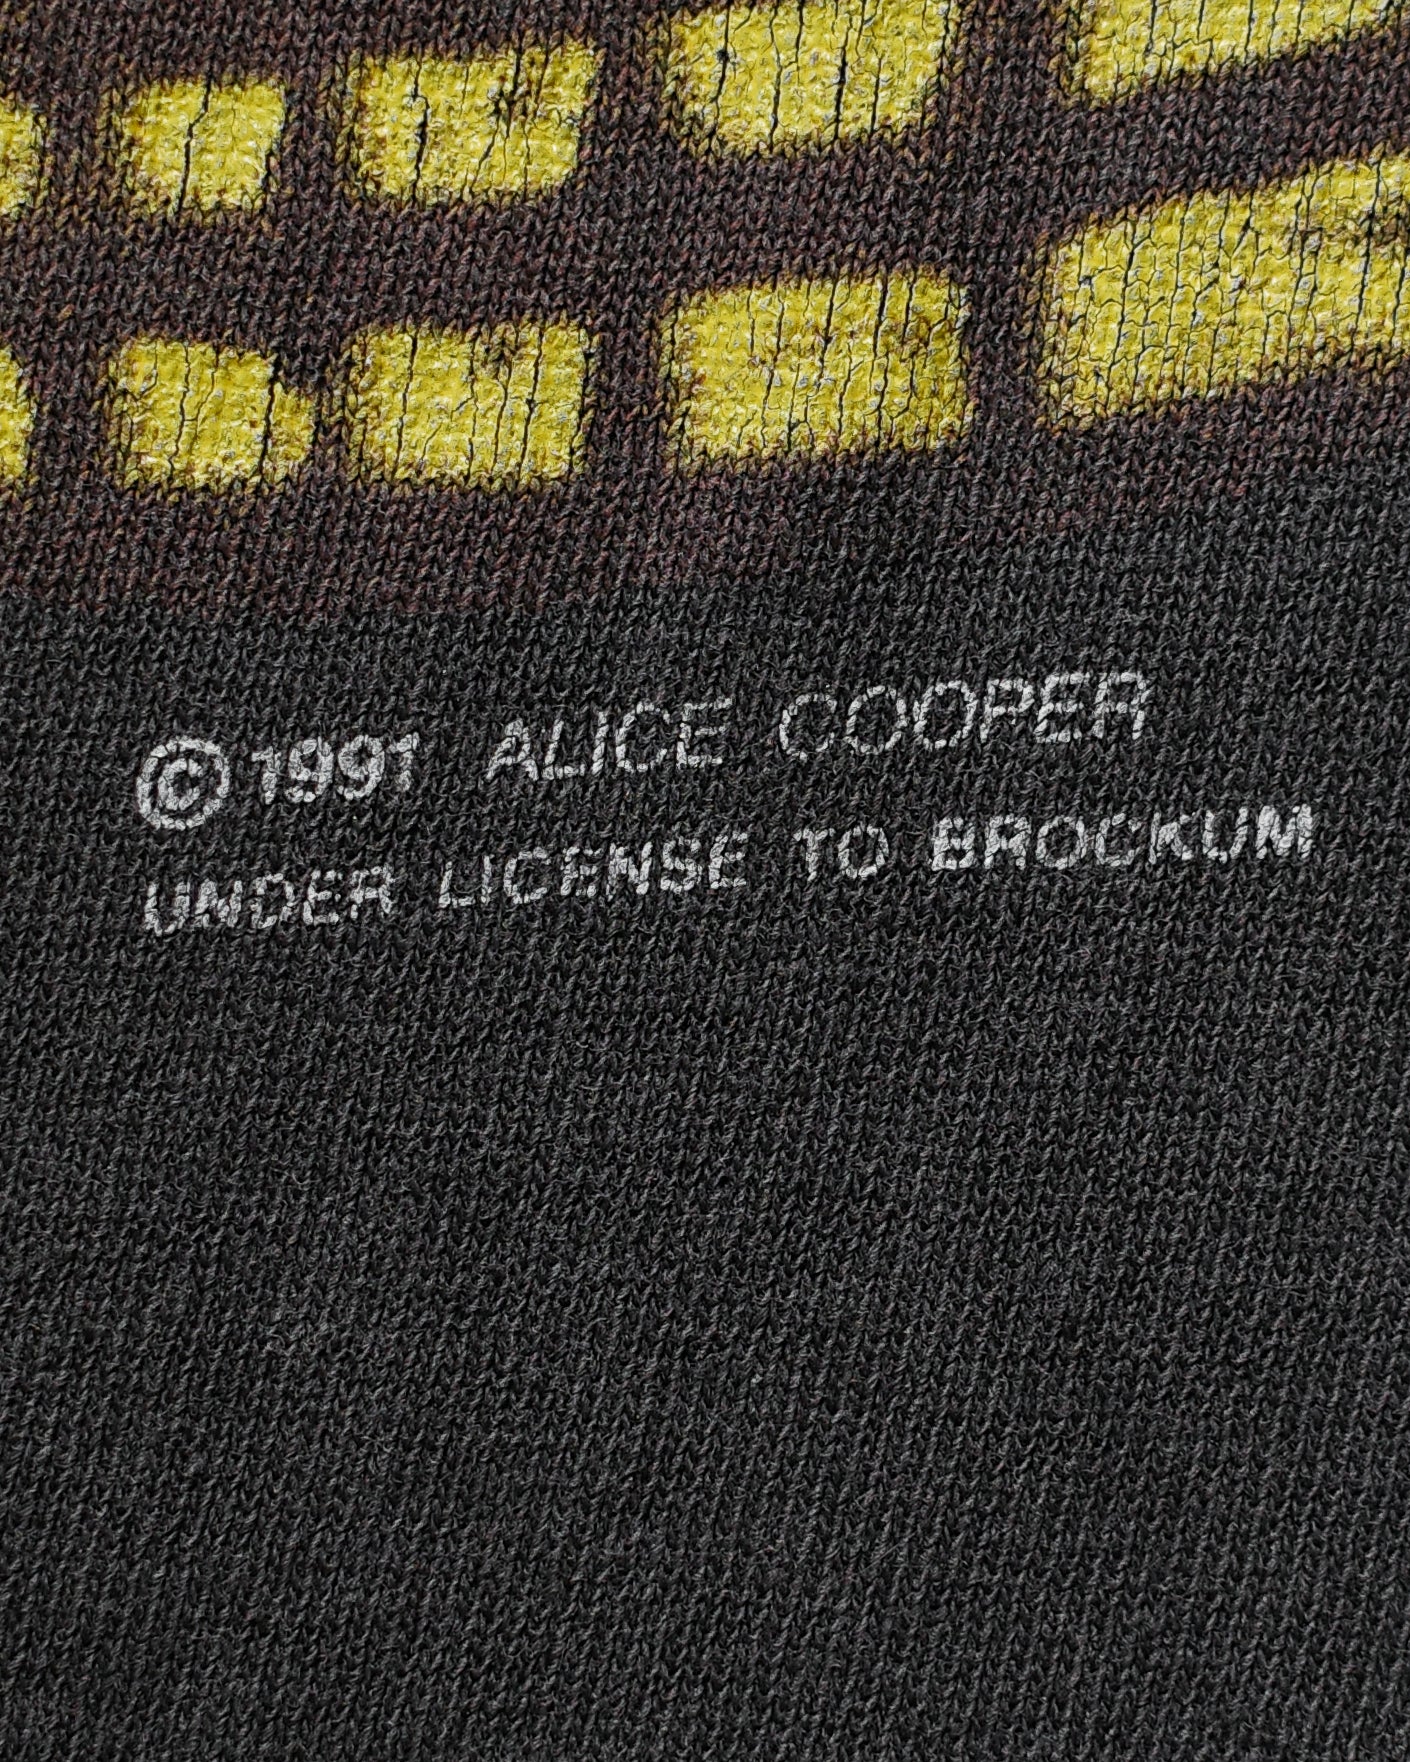 ©1991 ALICE COOPER
UNDER LICENSE TO BROCKUM